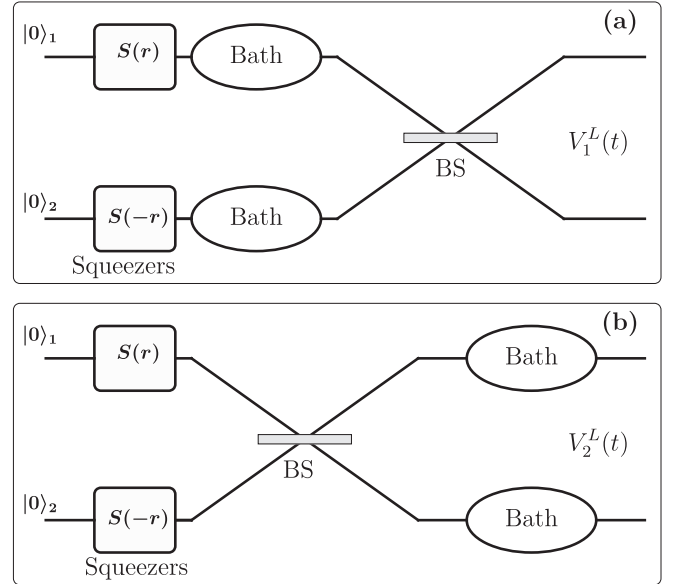 (a)
|0⟩₁
S(r)
Bath
V₁ᴸ(t)
BS
|0⟩₂
S(−r)
Bath
Squeezers
(b)
|0⟩₁
S(r)
Bath
V₂ᴸ(t)
BS
|0⟩₂
S(−r)
Bath
Squeezers